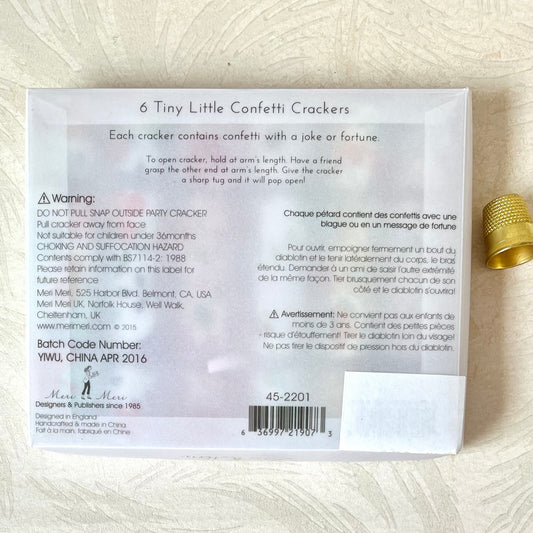 6 Tiny Little Confetti Crackers
Each cracker contains confetti with a joke or fortune.
To open cracker, hold at arm's length. Have a friend
grasp the other end at arm's length. Give the cracker
a sharp tug and it will pop open!
Warning:
DO NOT PULL SNAP OUTSIDE PARTY CRACKER
Pull cracker away from face
Not suitable for children under 36months
CHOKING AND SUFFOCATION HAZARD
Contents comply with BS7114-2: 1988
Please retain information on this label for
future reference
Meri Meri, 525 Harbor Blvd. Belmont, CA, USA
Meri Meri UK, Norfolk House, Well Walk,
Cheltenham, UK
www.merimeri.com © 2015
Batch Code Number:
YIWU, CHINA APR 2016
Meri Meri
Designers & Publishers since 1985
Designed in England
Handcrafted & made in China
Fait à la main, fabriqué en Chine
Chaque pétard contient des confettis avec une
blague ou en un message de fortune
Pour ouvrir, empoigner fermement un bout du
diablotin et le tenir latéralement du corps, le bras
étendu. Demander à un ami de saisir l'autre extrémité
de la même façon. Tier brusquement chacun de son
côté et le diablotin s'ouvrira!
Avertissement: Ne convient pas aux enfants de
moins de 3 ans. Contient des petites pièces
- risque d'étouffement! Tirer le diablotin loin du visage!
Ne pas tirer le dispositif de pression hors du diablotin.
45-2201
6 36997 21907 3